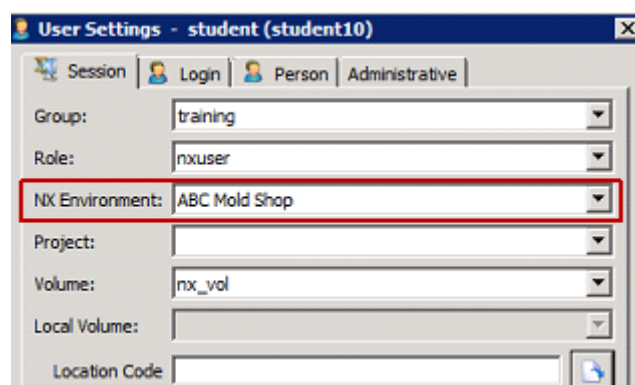 User Settings - student (student10)
Session Login Person Administrative
Group: training
Role: nxuser
NX Environment: ABC Mold Shop
Project:
Volume: nx_vol
Local Volume:
Location Code